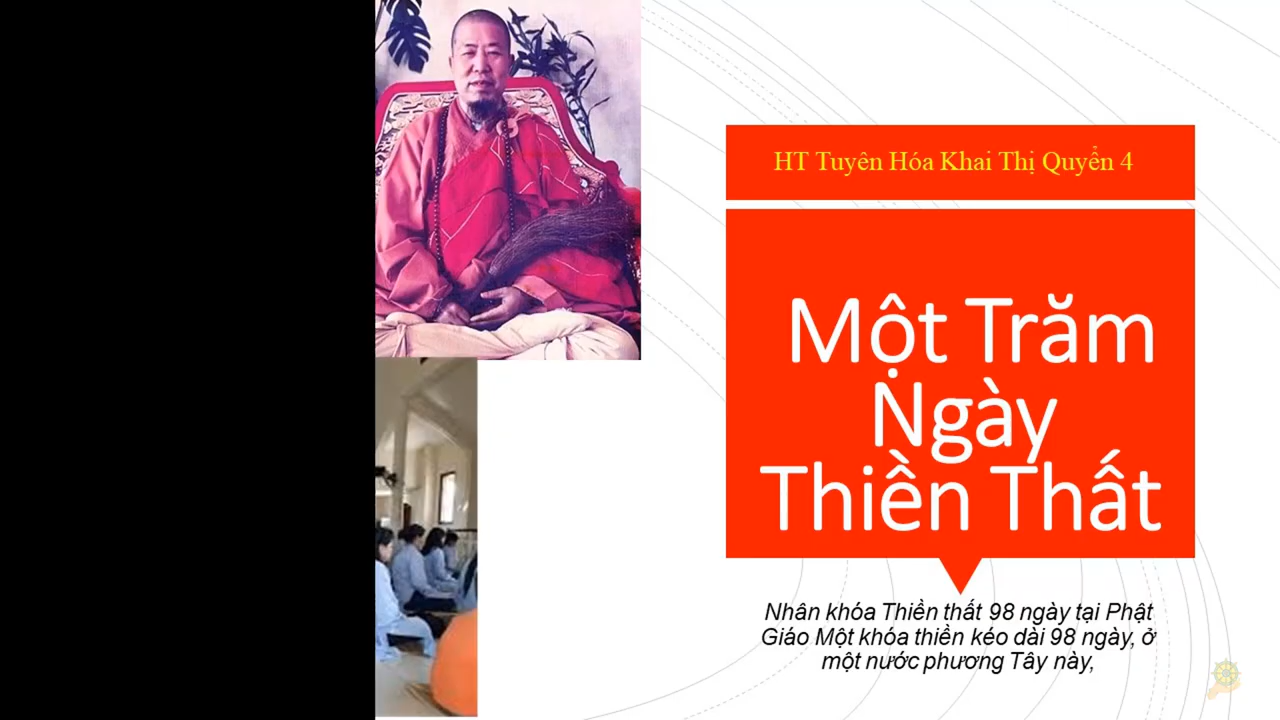 HT Tuyên Hóa Khai Thị Quyển 4
Một Trăm
Ngày
Thiền Thất
Nhân khóa Thiền thất 98 ngày tại Phật
Giáo Một khóa thiền kéo dài 98 ngày, ở
một nước phương Tây này,